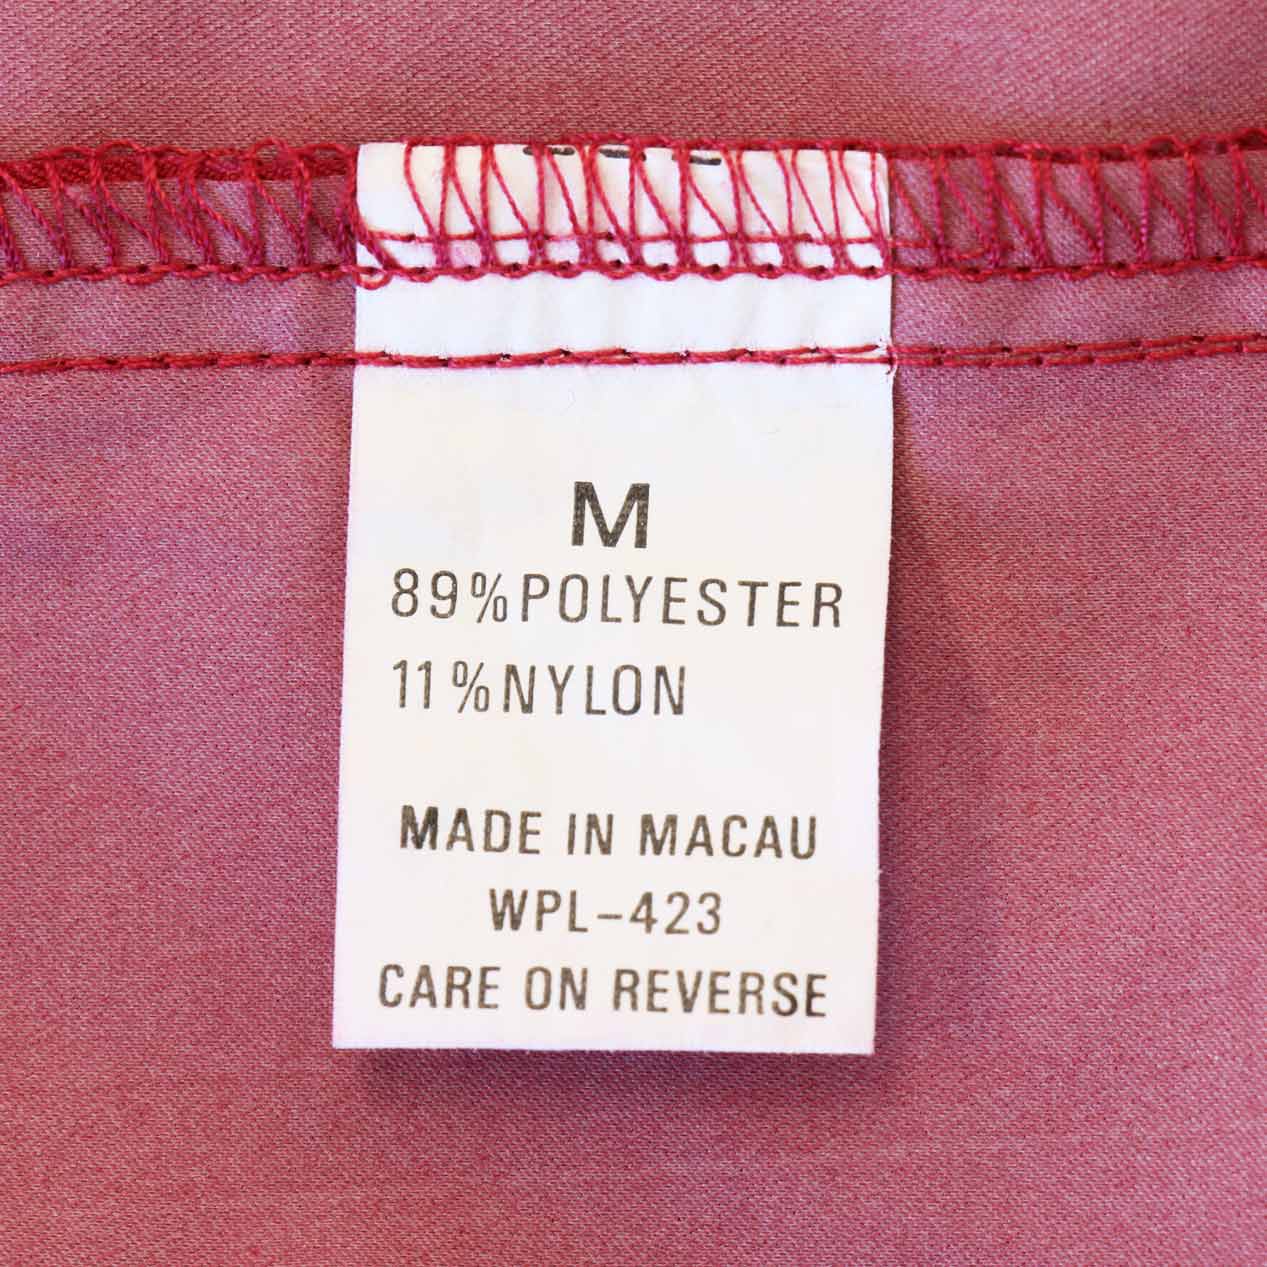 M
89% POLYESTER
11% NYLON
MADE IN MACAU
WPL-423
CARE ON REVERSE